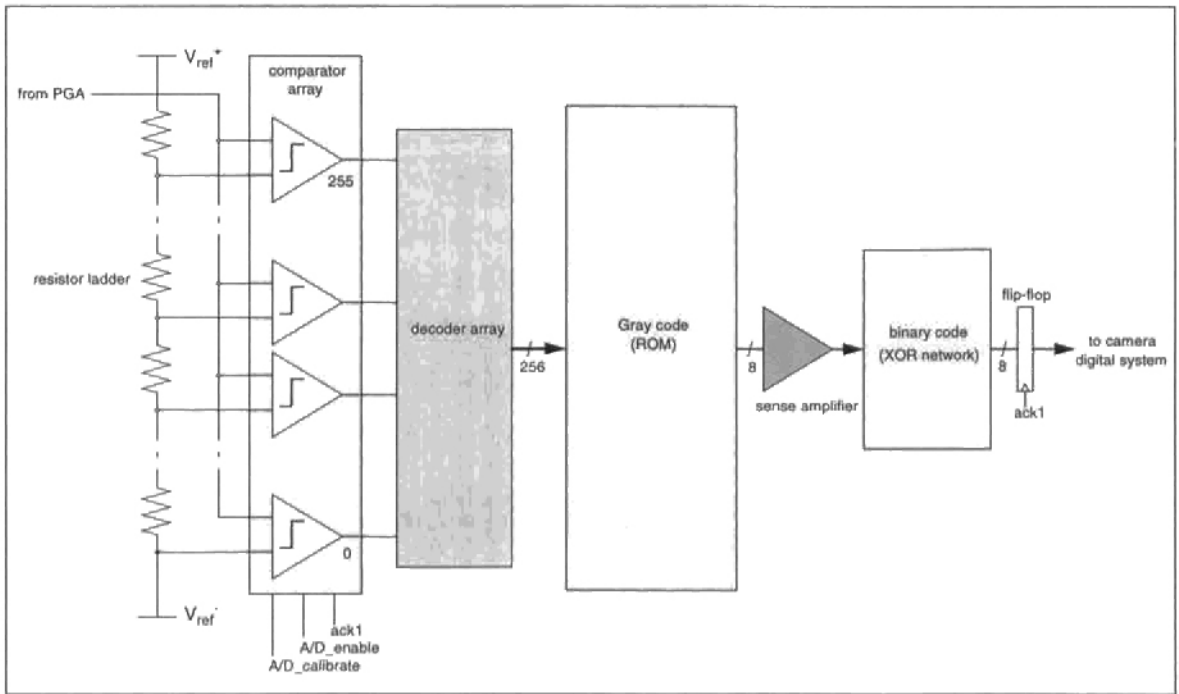 Vref+
comparator
array
from PGA
255
resistor ladder
decoder array
256
Gray code
(ROM)
8
sense amplifier
binary code
(XOR network)
8
flip-flop
ack1
to camera
digital system
0
Vref-
ack1
A/D_enable
A/D_calibrate